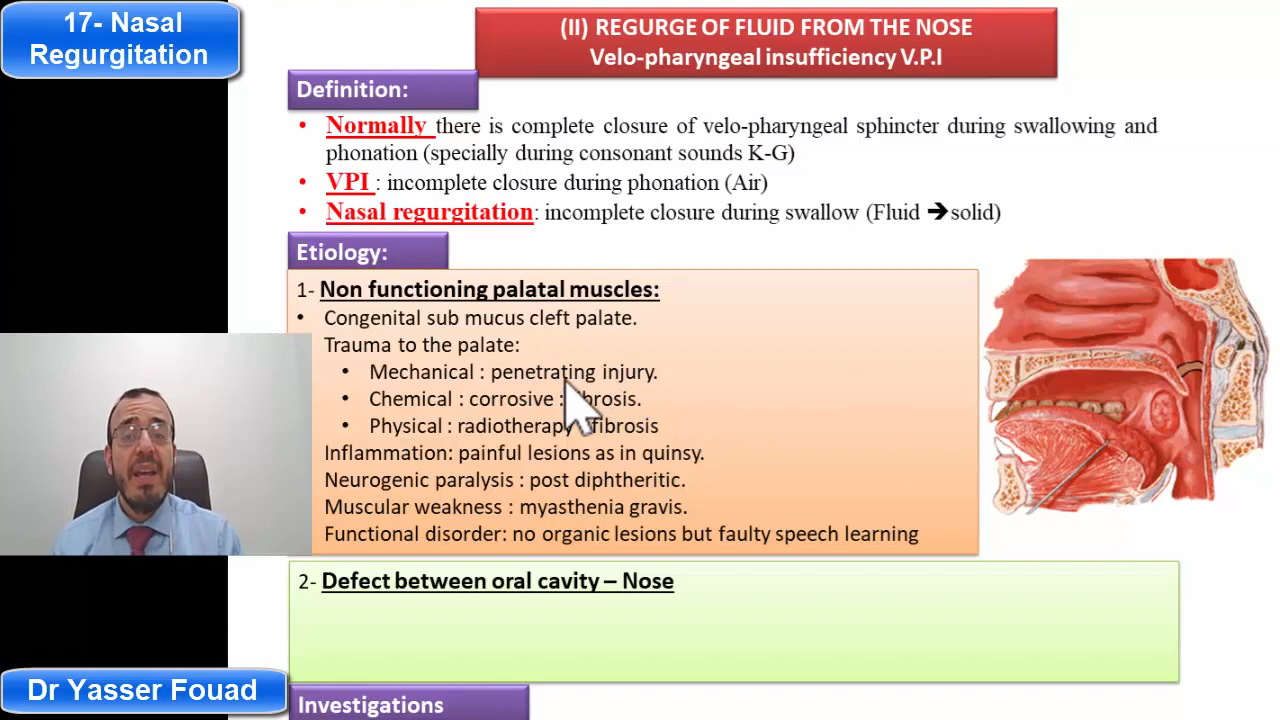 17- Nasal
Regurgitation
(II) REGURGE OF FLUID FROM THE NOSE
Velo-pharyngeal insufficiency V.P.I
Definition:
• Normally there is complete closure of velo-pharyngeal sphincter during swallowing and
phonation (specially during consonant sounds K-G)
• VPI : incomplete closure during phonation (Air)
• Nasal regurgitation: incomplete closure during swallow (Fluid 🡪solid)
Etiology:
1- Non functioning palatal muscles:
• Congenital sub mucus cleft palate.
Trauma to the palate:
• Mechanical : penetrating injury.
• Chemical : corrosive : fibrosis.
• Physical : radiotherapy fibrosis
Inflammation: painful lesions as in quinsy.
Neurogenic paralysis : post diphtheritic.
Muscular weakness : myasthenia gravis.
Functional disorder: no organic lesions but faulty speech learning
2- Defect between oral cavity – Nose
Dr Yasser Fouad
Investigations